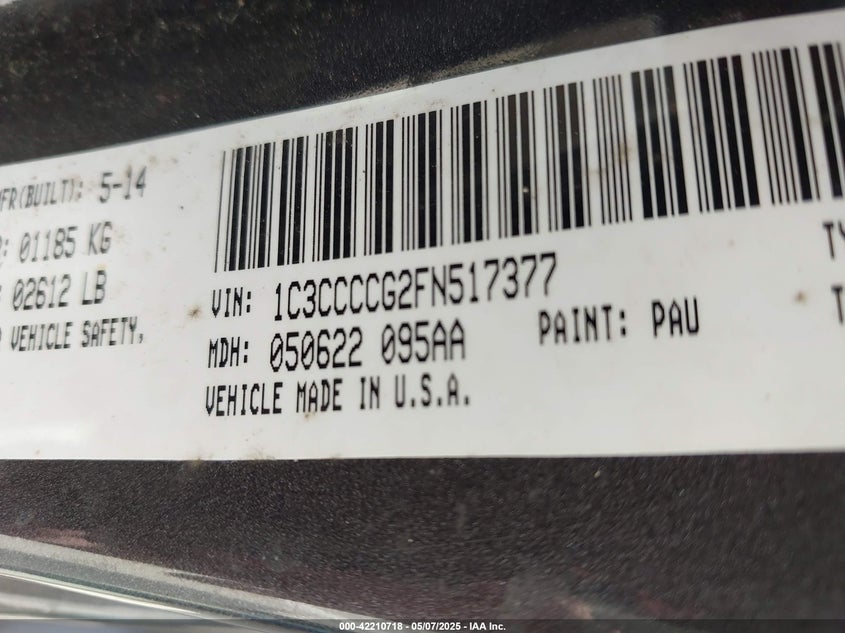 MFR(BUILT): 5-14
01185 KG
02612 LB
VEHICLE SAFETY,
VIN: 1C3CCCCG2FN517377
MDH: 050622 095AA
PAINT: PAU
VEHICLE MADE IN U.S.A.
000-42210718 | 05/07/2025 - IAA Inc.